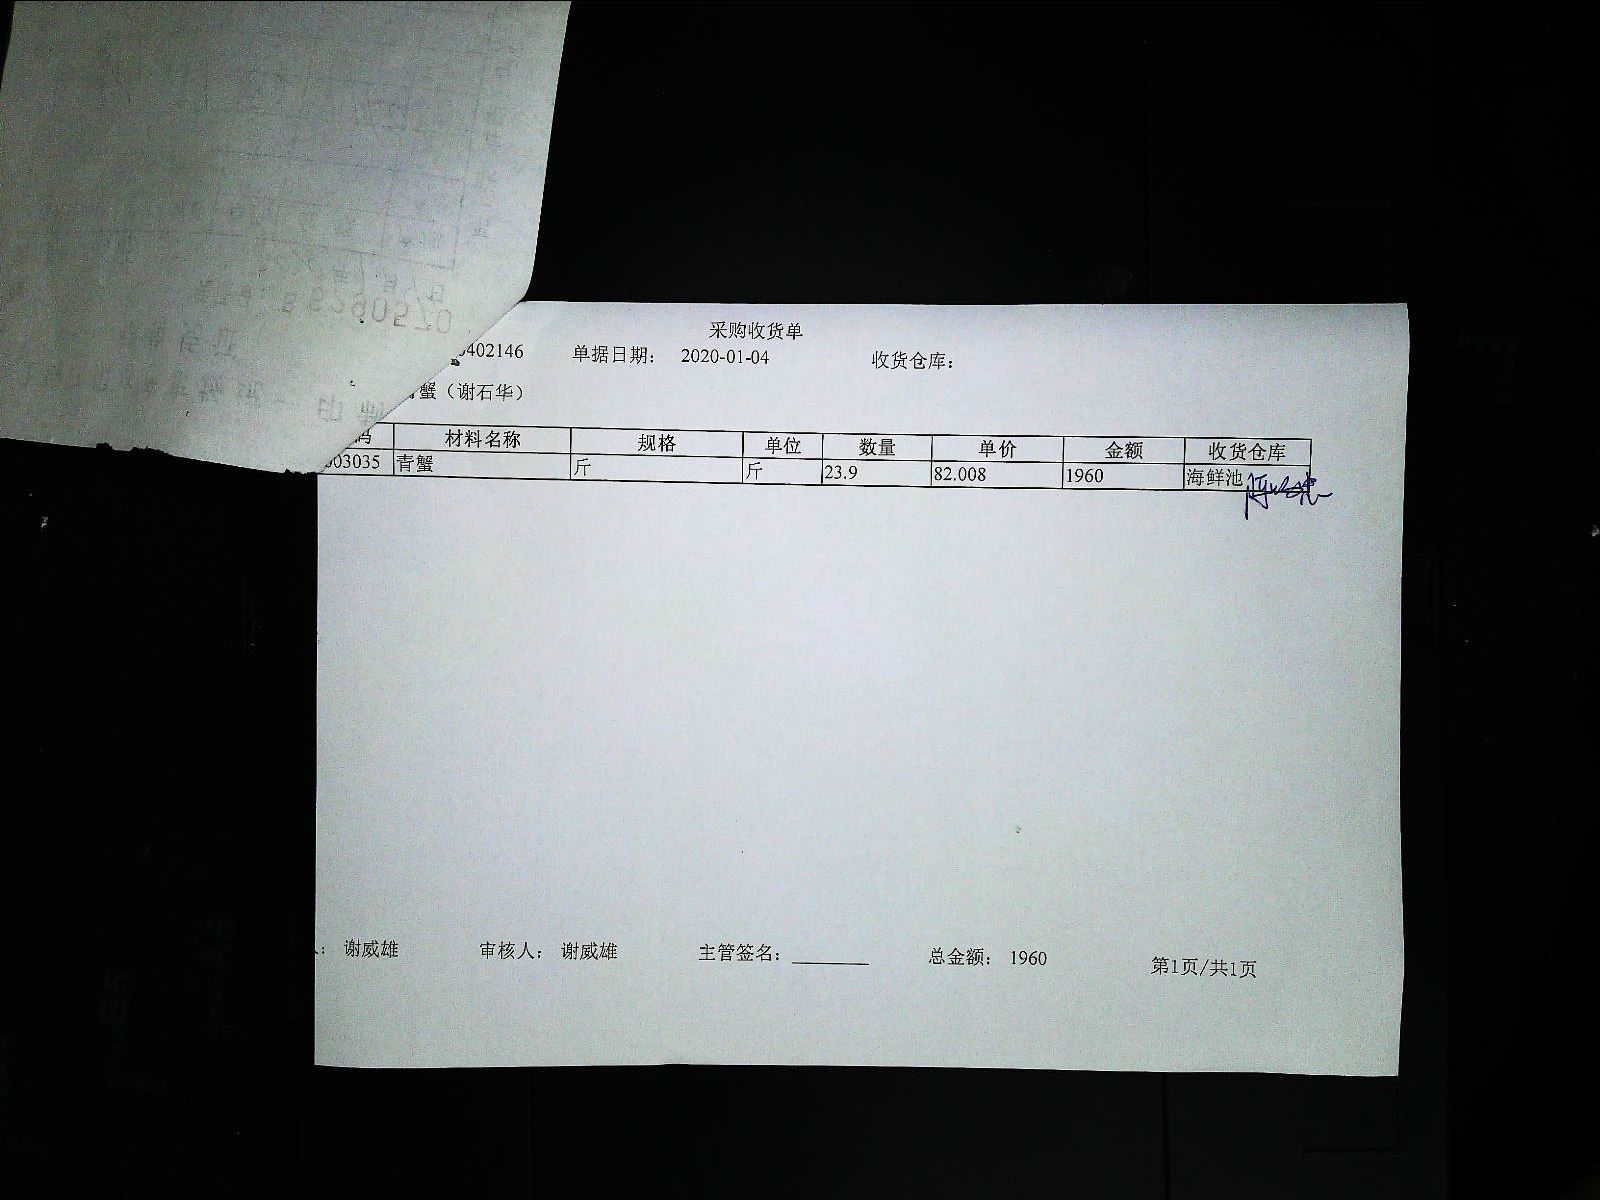 采购收货单
0402146 单据日期： 2020-01-04 收货仓库：
蟹（谢石华）
码 材料名称 规格 单位 数量 单价 金额 收货仓库
003035 青蟹 斤 斤 23.9 82.008 1960 海鲜池
谢威雄 审核人： 谢威雄 主管签名：________ 总金额： 1960 第1页/共1页